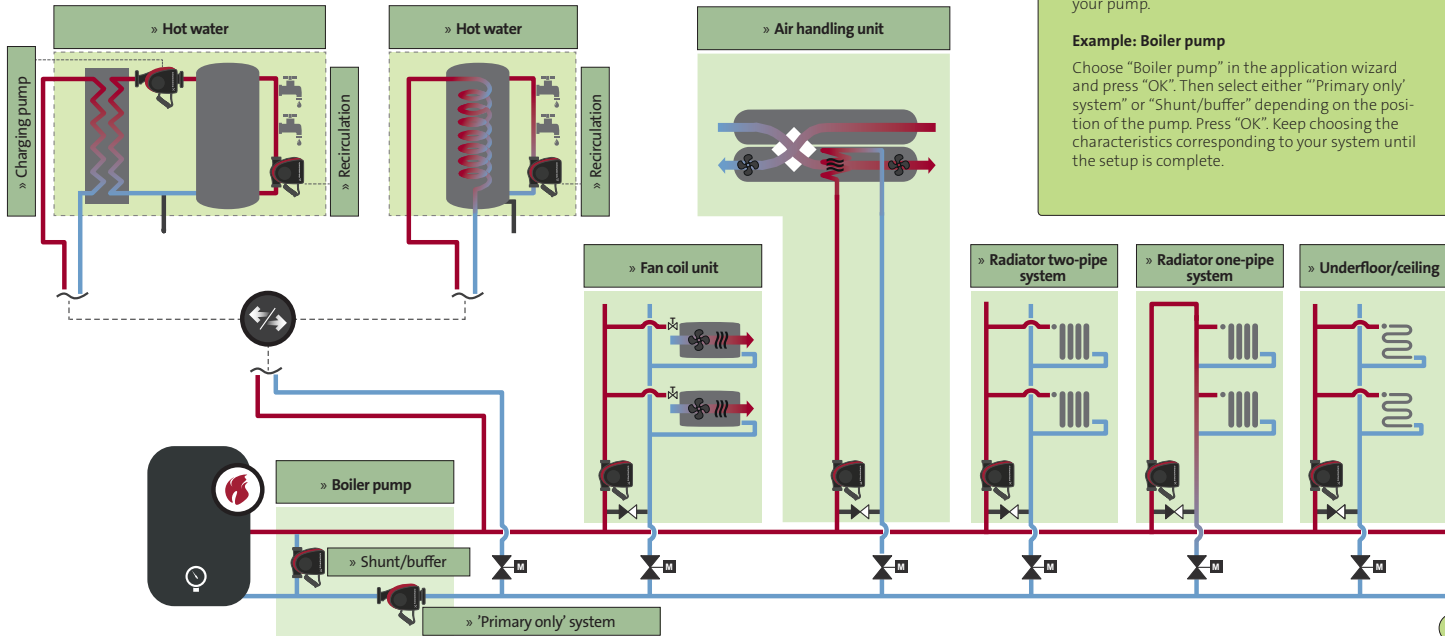 your pump.
Example: Boiler pump
Choose “Boiler pump” in the application wizard
and press “OK”. Then select either “’Primary only’
system” or “Shunt/buffer” depending on the posi-
tion of the pump. Press “OK”. Keep choosing the
characteristics corresponding to your system until
the setup is complete.
» Hot water
» Hot water
» Air handling unit
» Charging pump
» Recirculation
» Recirculation
» Fan coil unit
» Radiator two-pipe
system
» Radiator one-pipe
system
» Underfloor/ceiling
» Boiler pump
» Shunt/buffer
» ’Primary only’ system
M
M
M
M
M
M